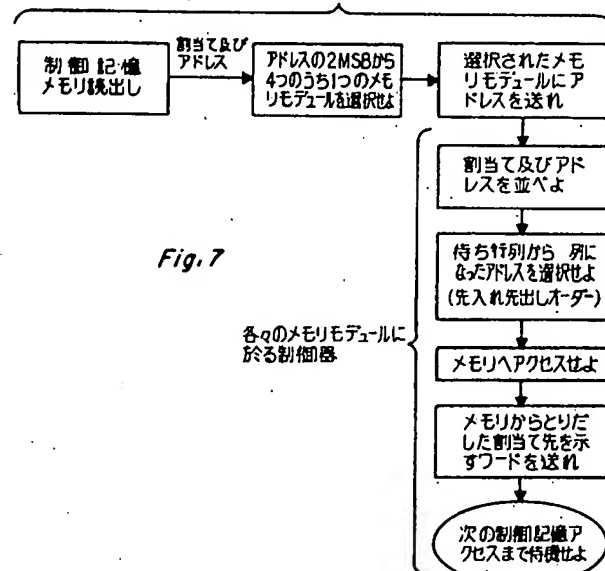 制御記憶
メモリ読出し
割当て及び
アドレス
アドレスの2MSBから
4つのうち1つのメモ
リモデュールを選択せよ
選択されたメモ
リモデュールにア
ドレスを送れ
割当て及びアド
レスを並べよ
待ち行列から 列に
なったアドレスを選択せよ
(先入れ先出しオーダー)
メモリへアクセスせよ
メモリからとりだ
した割当て先を示
すワードを送れ
次の制御記憶ア
クセスまで待機せよ
各々のメモリモデュールに
於る制御器
Fig. 7